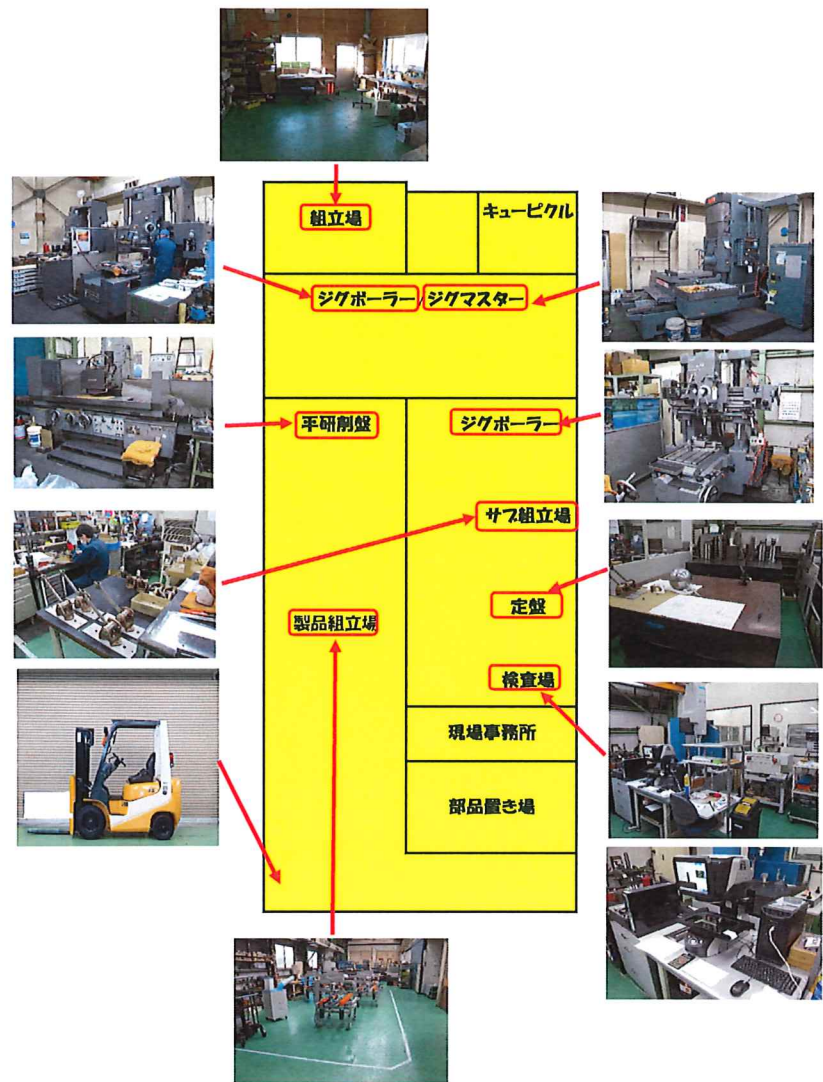 組立場
キューピクル
ジグボーラー/ジグマスター
平研削盤
ジグボーラー
サブ組立場
定盤
製品組立場
検査場
現場事務所
部品置き場